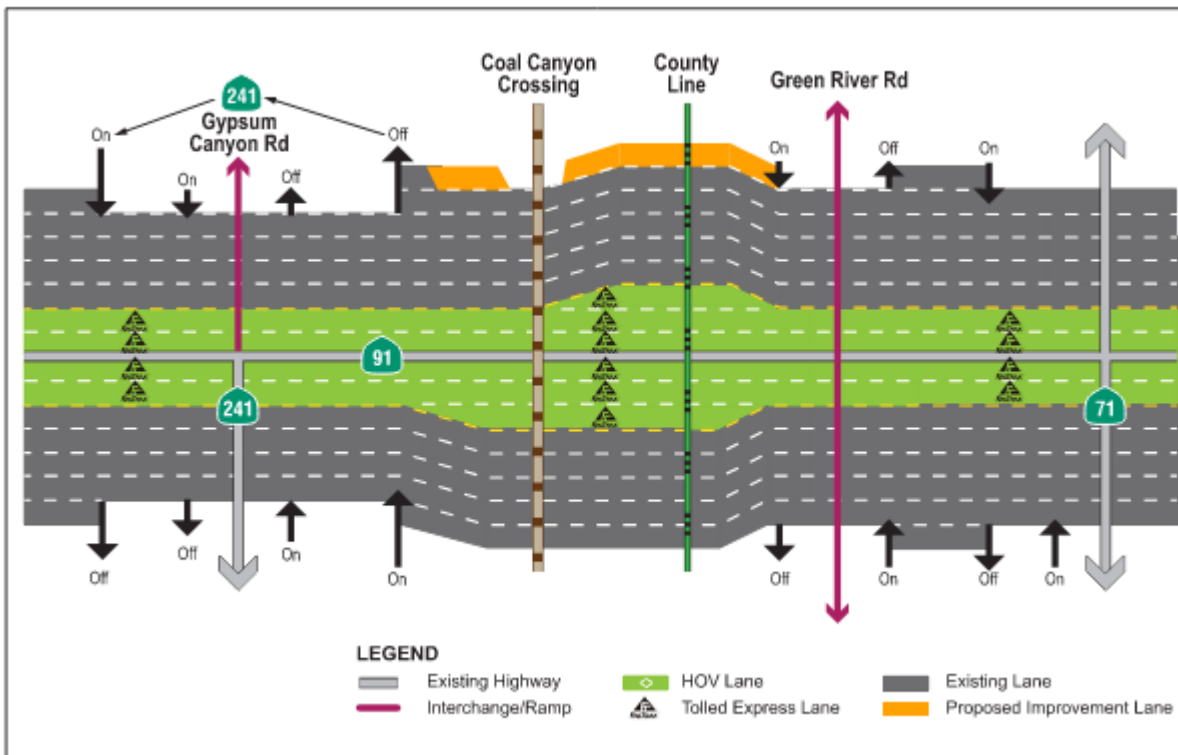 Coal Canyon
Crossing
County
Line
Green River Rd
241
Gypsum
Canyon Rd
On
Off
On
Off
On
Off
On
91
241
71
Off
Off
On
On
Off
On
Off
On
LEGEND
Existing Highway
HOV Lane
Existing Lane
Interchange/Ramp
Tolled Express Lane
Proposed Improvement Lane